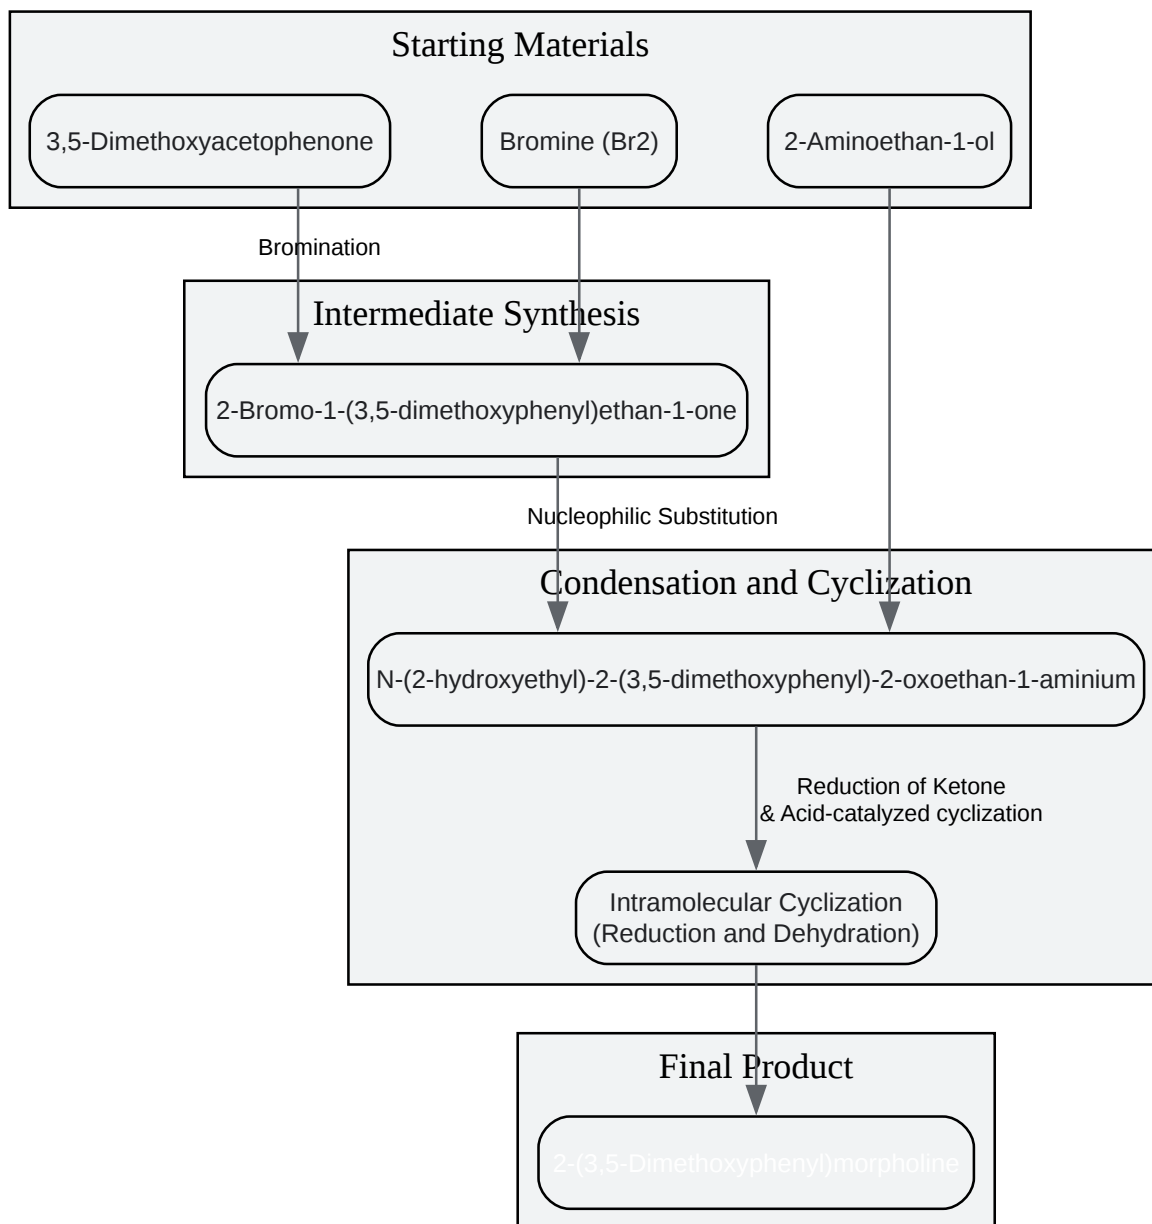 Starting Materials
3,5-Dimethoxyacetophenone
Bromine (Br2)
2-Aminoethan-1-ol
Bromination
Intermediate Synthesis
2-Bromo-1-(3,5-dimethoxyphenyl)ethan-1-one
Nucleophilic Substitution
Condensation and Cyclization
N-(2-hydroxyethyl)-2-(3,5-dimethoxyphenyl)-2-oxoethan-1-aminium
Reduction of Ketone
& Acid-catalyzed cyclization
Intramolecular Cyclization
(Reduction and Dehydration)
Final Product
2-(3,5-Dimethoxyphenyl)morpholine